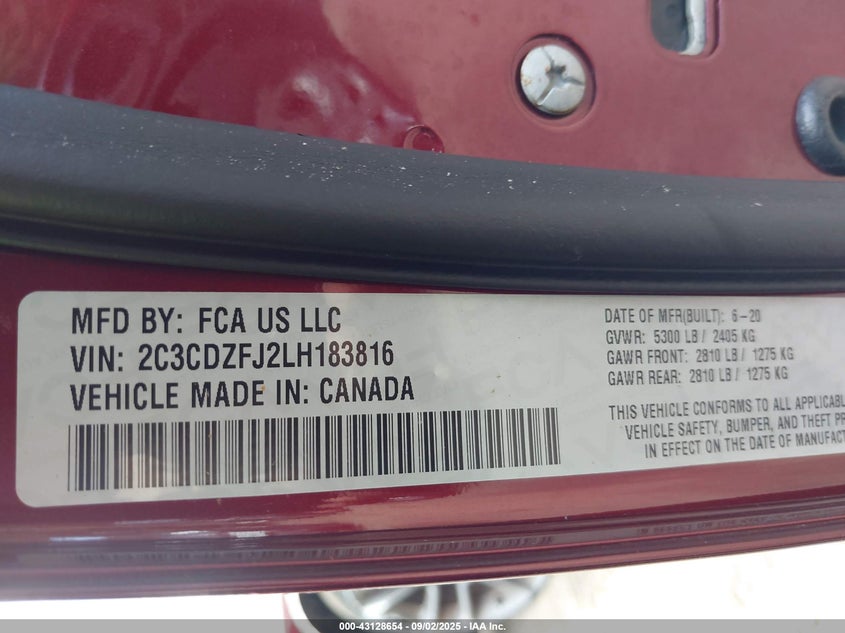 MFD BY: FCA US LLC
VIN: 2C3CDZFJ2LH183816
VEHICLE MADE IN: CANADA
DATE OF MFR(BUILT): 6-20
GVWR: 5300 LB / 2405 KG
GAWR FRONT: 2810 LB / 1275 KG
GAWR REAR: 2810 LB / 1275 KG
THIS VEHICLE CONFORMS TO ALL APPLICABL
VEHICLE SAFETY, BUMPER, AND THEFT PR
IN EFFECT ON THE DATE OF MANUFACT
000-43128654 - 09/02/2025 - IAA Inc.